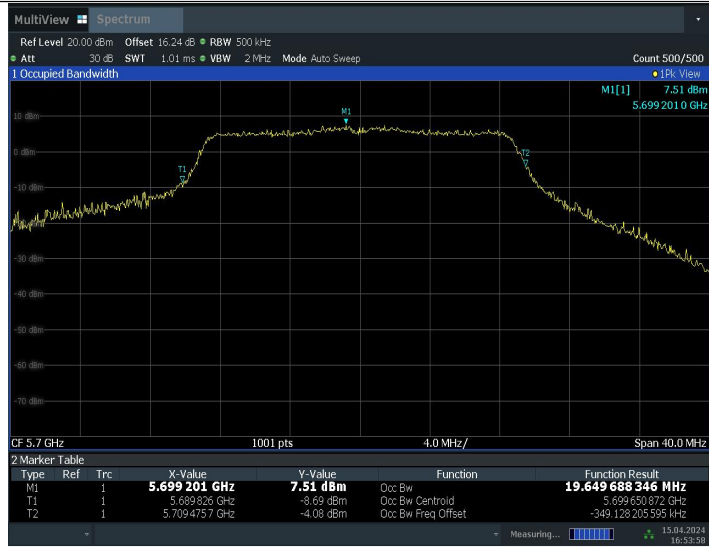 MultiView Spectrum
Ref Level 20.00 dBm Offset 16.24 dB RBW 500 kHz
Att 30 dB SWT 1.01 ms VBW 2 MHz Mode Auto Sweep Count 500/500
1 Occupied Bandwidth 1Pk View
M1[1] 7.51 dBm
5.6992010 GHz
10 dBm
M1
0 dBm
T2
T1
-10 dBm
-30 dBm
-40 dBm
-50 dBm
-60 dBm
-70 dBm
CF 5.7 GHz 1001 pts 4.0 MHz/ Span 40.0 MHz
2 Marker Table
Type Ref Trc X-Value Y-Value Function Function Result
M1 1 5.699 201 GHz 7.51 dBm Occ Bw 19.649 688 346 MHz
T1 1 5.689 826 GHz -8.69 dBm Occ Bw Centroid 5.699 650 872 GHz
T2 1 5.709 475 7 GHz -4.08 dBm Occ Bw Freq Offset -349.128 205 595 kHz
Measuring... 15.04.2024
16:53:58